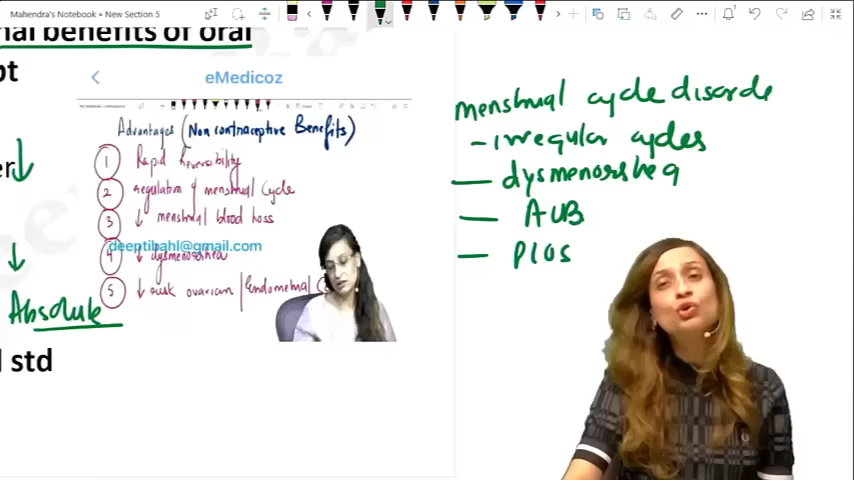 Mahendra's Notebook • New Section 5
nal benefits of oral
pt
er↓
↓
Absolute
l std
eMedicoz
Advantages (Non contraceptive Benefits)
1 Rapid Reversibility
2 regulation of menstrual Cycle
3 ↓ menstrual blood loss
deeptibahl@gmail.com
4 ↓ dysmenorrhea
5 ↓ risk ovarian / Endometrial
menstrual cycle disorde
- irregular cycles
— dysmenorrhea
— AUB
— PCOS